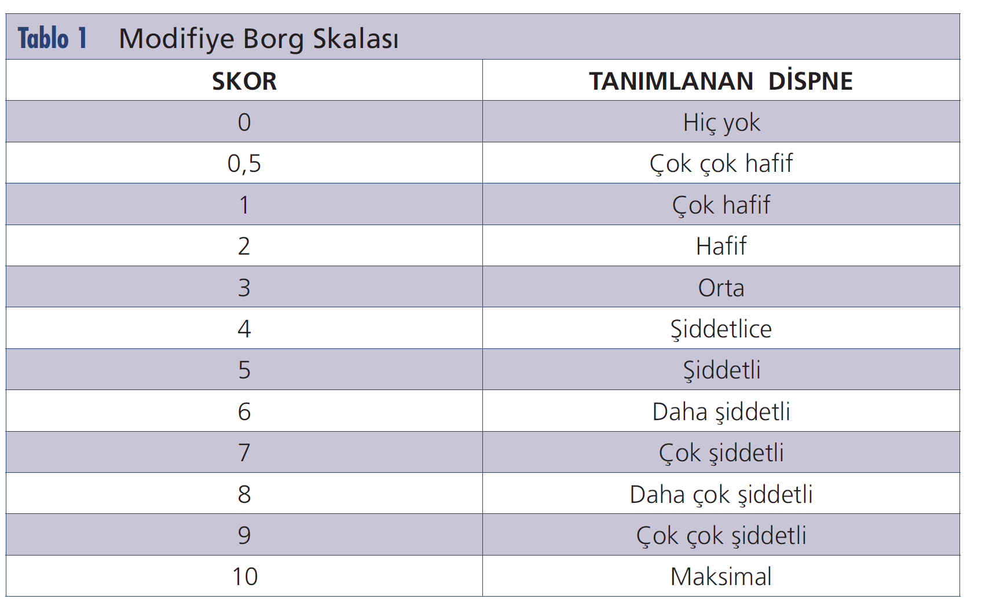 Tablo 1 Modifiye Borg Skalası
SKOR TANIMLANAN DİSPNE
0 Hiç yok
0,5 Çok çok hafif
1 Çok hafif
2 Hafif
3 Orta
4 Şiddetlice
5 Şiddetli
6 Daha şiddetli
7 Çok şiddetli
8 Daha çok şiddetli
9 Çok çok şiddetli
10 Maksimal